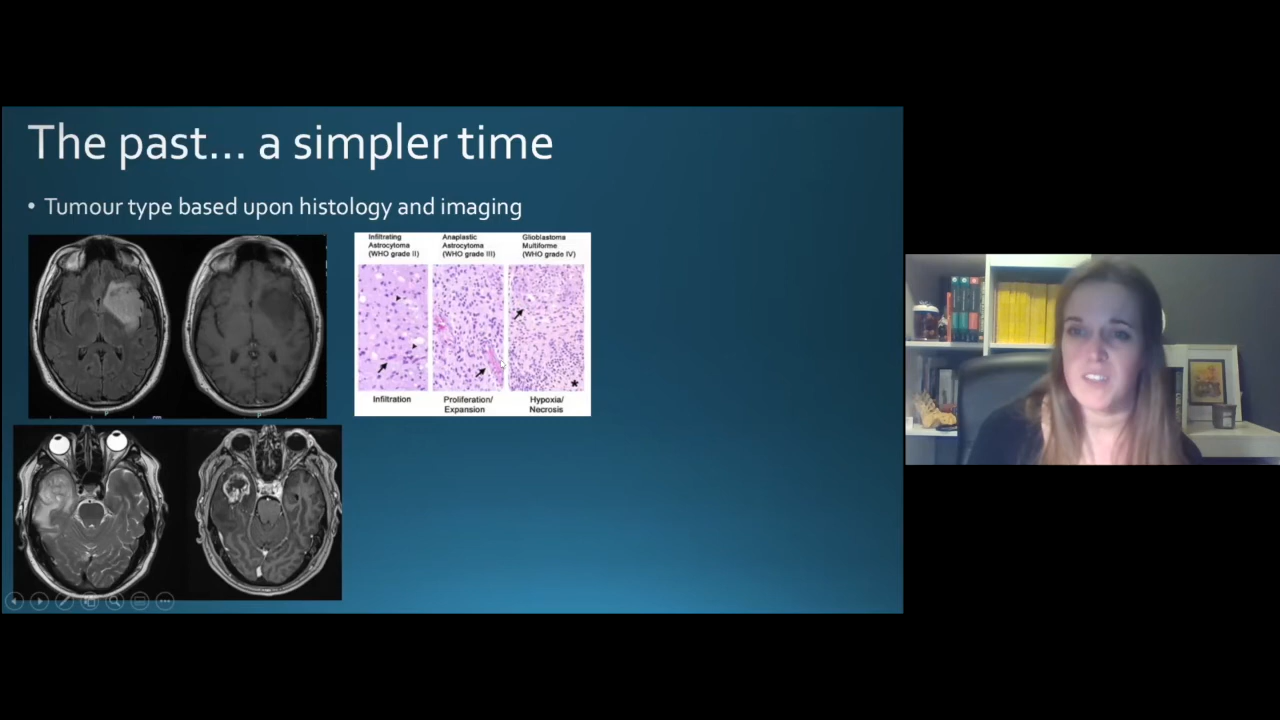 The past... a simpler time
• Tumour type based upon histology and imaging
Infiltrating
Astrocytoma
(WHO grade II)
Anaplastic
Astrocytoma
(WHO grade III)
Glioblastoma
Multiforme
(WHO grade IV)
Infiltration
Proliferation/
Expansion
Hypoxia/
Necrosis